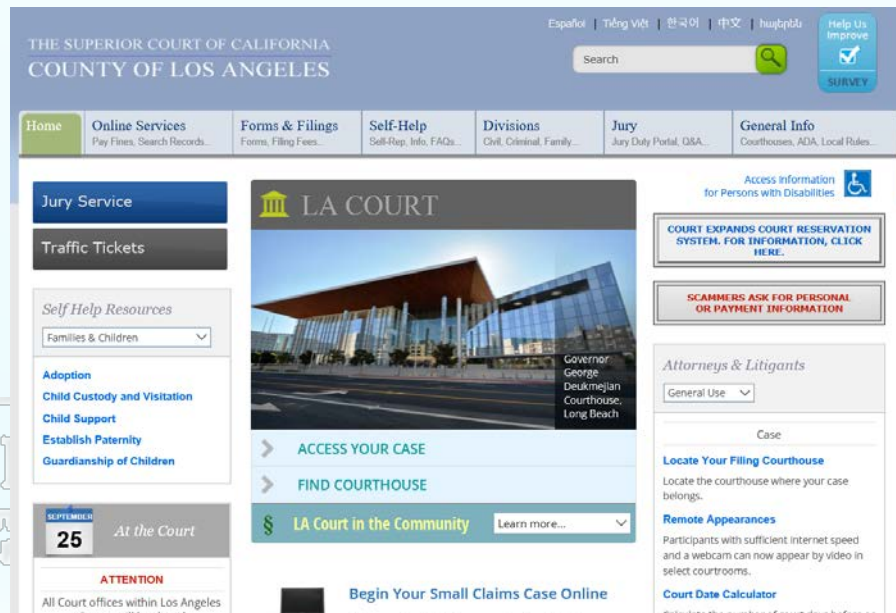 Español | Tiếng Việt | 한국어 | 中文 | հայերեն
Help Us
Improve
SURVEY
THE SUPERIOR COURT OF CALIFORNIA
COUNTY OF LOS ANGELES
Search
Home
Online Services
Pay Fines, Search Records...
Forms & Filings
Forms, Filing Fees...
Self-Help
Self-Rep, Info, FAQs...
Divisions
Civil, Criminal, Family...
Jury
Jury Duty Portal, Q&A...
General Info
Courthouses, ADA, Local Rules...
Jury Service
Traffic Tickets
Self Help Resources
Families & Children
Adoption
Child Custody and Visitation
Child Support
Establish Paternity
Guardianship of Children
SEPTEMBER
25
At the Court
ATTENTION
All Court offices within Los Angeles
LA COURT
Governor
George
Deukmejian
Courthouse,
Long Beach
ACCESS YOUR CASE
FIND COURTHOUSE
§ LA Court in the Community
Learn more...
Begin Your Small Claims Case Online
Access Information
for Persons with Disabilities
COURT EXPANDS COURT RESERVATION
SYSTEM. FOR INFORMATION, CLICK
HERE.
SCAMMERS ASK FOR PERSONAL
OR PAYMENT INFORMATION
Attorneys & Litigants
General Use
Case
Locate Your Filing Courthouse
Locate the courthouse where your case
belongs.
Remote Appearances
Participants with sufficient internet speed
and a webcam can now appear by video in
select courtrooms.
Court Date Calculator